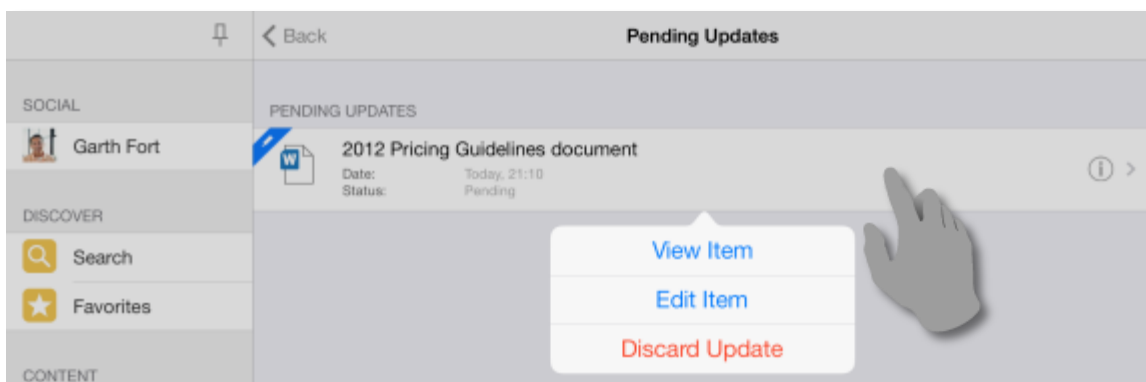 Back
Pending Updates
SOCIAL
Garth Fort
DISCOVER
Search
Favorites
CONTENT
PENDING UPDATES
W
2012 Pricing Guidelines document
Date: Today, 21:10
Status: Pending
View Item
Edit Item
Discard Update